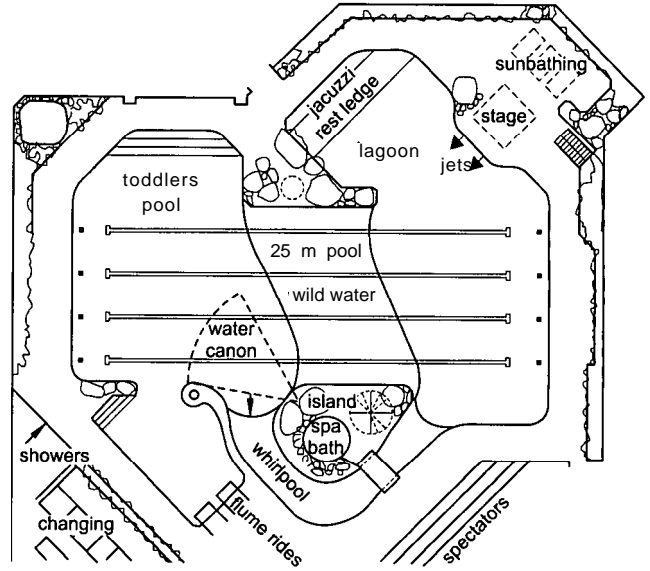 sunbathing
jacuzzi
rest ledge
stage
lagoon
jets
toddlers
pool
25 m pool
wild water
water
canon
island
spa
bath
whirlpool
showers
changing
flume rides
spectators